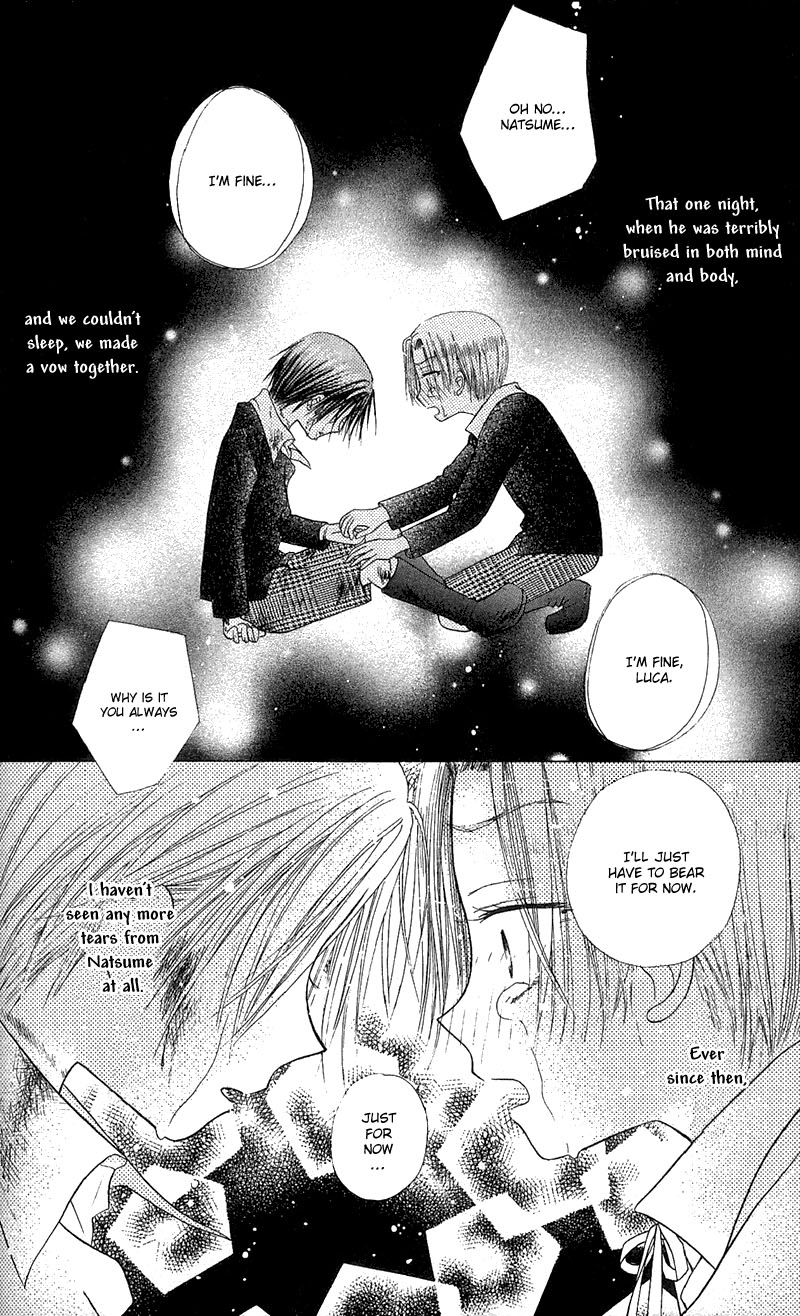 OH NO...
NATSUME...
That one night,
when he was terribly
bruised in both mind
and body,
I'M FINE...
and we couldn't
sleep, we made
a vow together.
I'M FINE,
LUCA.
WHY IS IT
YOU ALWAYS
...
I'LL JUST
HAVE TO BEAR
IT FOR NOW.
Ever
since then,
JUST
FOR
NOW
...
I haven't
seen any more
tears from
Natsume
at all.